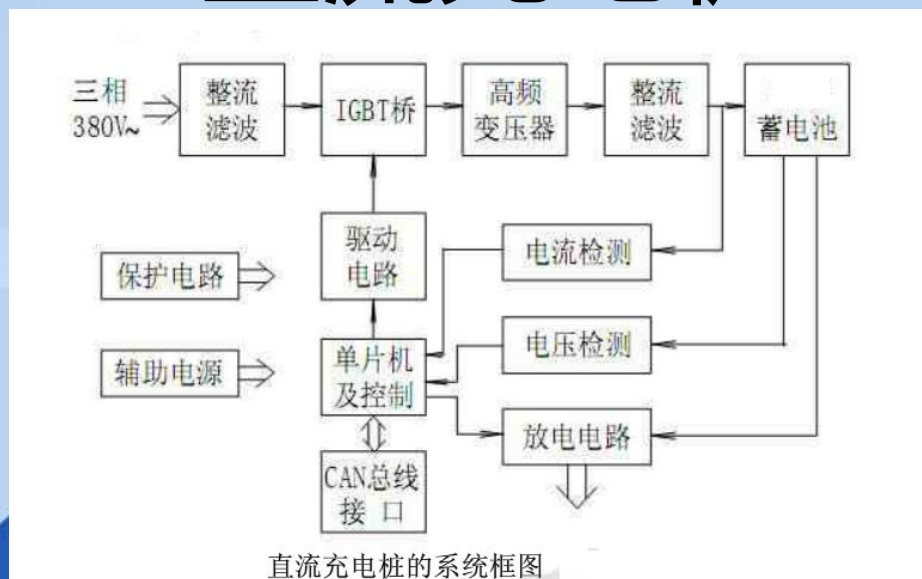 三相
380V~
整流
滤波
IGBT桥
高频
变压器
整流
滤波
蓄电池
驱动
电路
电流检测
保护电路
电压检测
辅助电源
单片机
及控制
放电电路
CAN总线
接 口
直流充电桩的系统框图